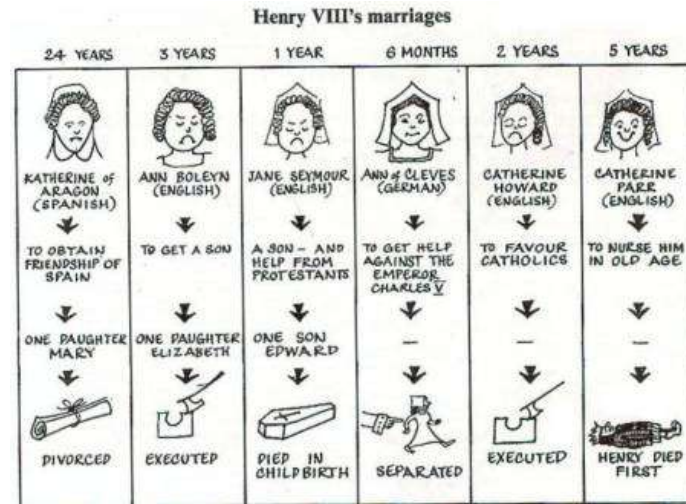 Henry VIII's marriages
24 YEARS
3 YEARS
1 YEAR
6 MONTHS
2 YEARS
5 YEARS
KATHERINE of
ARAGON
(SPANISH)
ANN BOLEYN
(ENGLISH)
JANE SEYMOUR
(ENGLISH)
ANN of CLEVES
(GERMAN)
CATHERINE
HOWARD
(ENGLISH)
CATHERINE
PARR
(ENGLISH)
TO OBTAIN
FRIENDSHIP OF
SPAIN
TO GET A SON
A SON - AND
HELP FROM
PROTESTANTS
TO GET HELP
AGAINST THE
EMPEROR
CHARLES V
TO FAVOUR
CATHOLICS
TO NURSE HIM
IN OLD AGE
ONE DAUGHTER
MARY
ONE DAUGHTER
ELIZABETH
ONE SON
EDWARD
–
–
–
DIVORCED
EXECUTED
DIED IN
CHILDBIRTH
SEPARATED
EXECUTED
HENRY DIED
FIRST